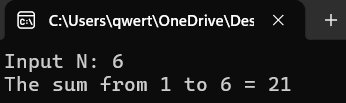 C:\Users\qwert\OneDrive\Des
Input N: 6
The sum from 1 to 6 = 21